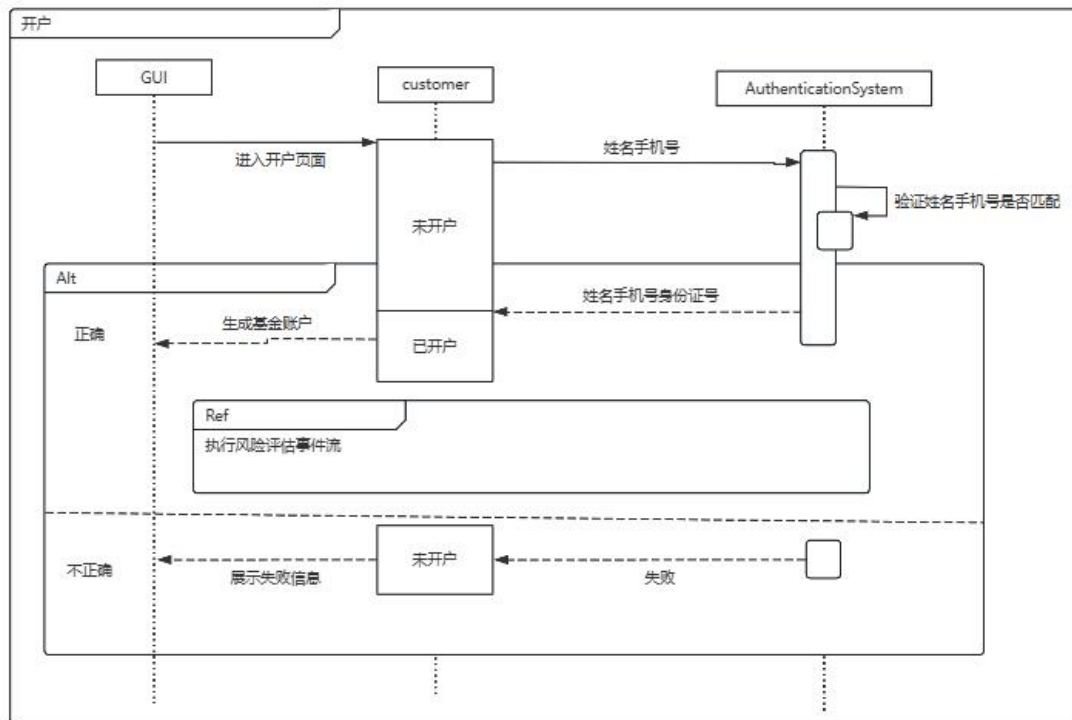 开户
GUI
customer
AuthenticationSystem
进入开户页面
姓名手机号
验证姓名手机号是否匹配
未开户
Alt
姓名手机号身份证号
正确
生成基金账户
已开户
Ref
执行风险评估事件流
不正确
展示失败信息
未开户
失败